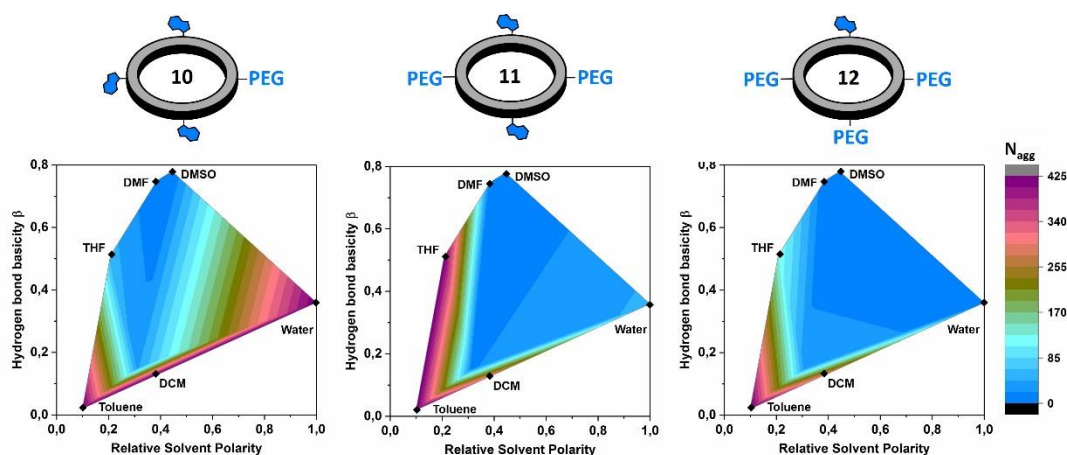 10
PEG
PEG
11
PEG
PEG
12
PEG
PEG
Hydrogen bond basicity β
0,8
0,6
0,4
0,2
0,0
DMF
DMSO
THF
Water
DCM
Toluene
0,0 0,2 0,4 0,6 0,8 1,0
Relative Solvent Polarity
Hydrogen bond basicity β
0,8
0,6
0,4
0,2
0,0
DMF
DMSO
THF
Water
DCM
Toluene
0,0 0,2 0,4 0,6 0,8 1,0
Relative Solvent Polarity
Hydrogen bond basicity β
0,8
0,6
0,4
0,2
0,0
DMF
DMSO
THF
Water
DCM
Toluene
0,0 0,2 0,4 0,6 0,8 1,0
Relative Solvent Polarity
Nagg
425
340
255
170
85
0